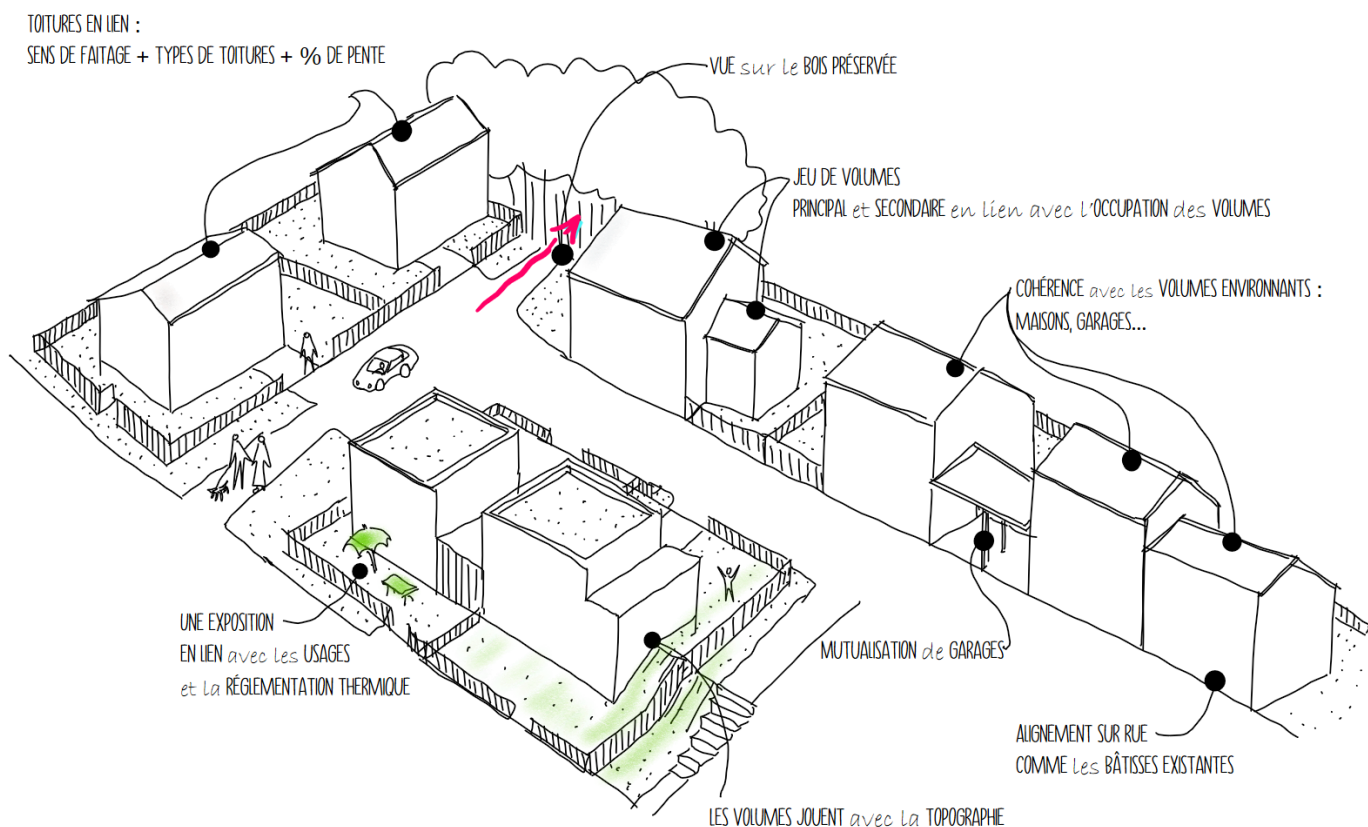 TOITURES EN LIEN :
SENS DE FAITAGE + TYPES DE TOITURES + % DE PENTE
VUE sur le BOIS PRÉSERVÉE
JEU DE VOLUMES
PRINCIPAL et SECONDAIRE en lien avec l'OCCUPATION des VOLUMES
COHÉRENCE avec les VOLUMES ENVIRONNANTS :
MAISONS, GARAGES...
UNE EXPOSITION
EN LIEN avec les USAGES
et la RÉGLEMENTATION THERMIQUE
MUTUALISATION de GARAGES
ALIGNEMENT SUR RUE
COMME les BÂTISSES EXISTANTES
LES VOLUMES JOUENT avec la TOPOGRAPHIE